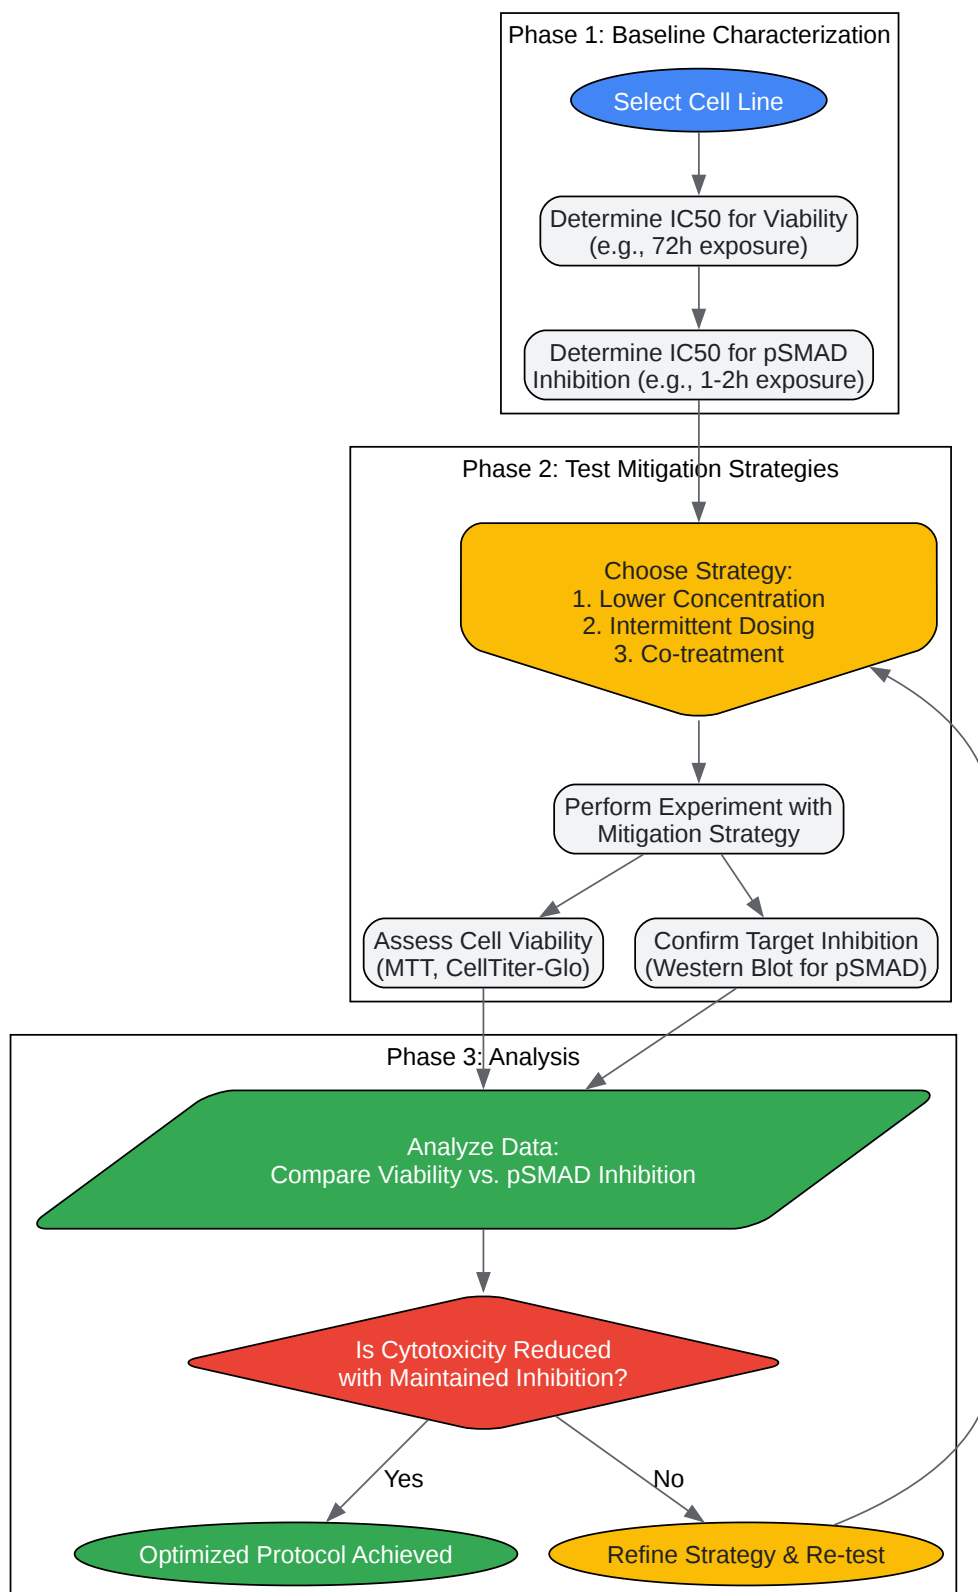 Phase 1: Baseline Characterization
Select Cell Line
Determine IC50 for Viability
(e.g., 72h exposure)
Determine IC50 for pSMAD
Inhibition (e.g., 1-2h exposure)
Phase 2: Test Mitigation Strategies
Choose Strategy:
1. Lower Concentration
2. Intermittent Dosing
3. Co-treatment
Perform Experiment with
Mitigation Strategy
Assess Cell Viability
(MTT, CellTiter-Glo)
Confirm Target Inhibition
(Western Blot for pSMAD)
Phase 3: Analysis
Analyze Data:
Compare Viability vs. pSMAD Inhibition
Is Cytotoxicity Reduced
with Maintained Inhibition?
Yes
No
Optimized Protocol Achieved
Refine Strategy & Re-test